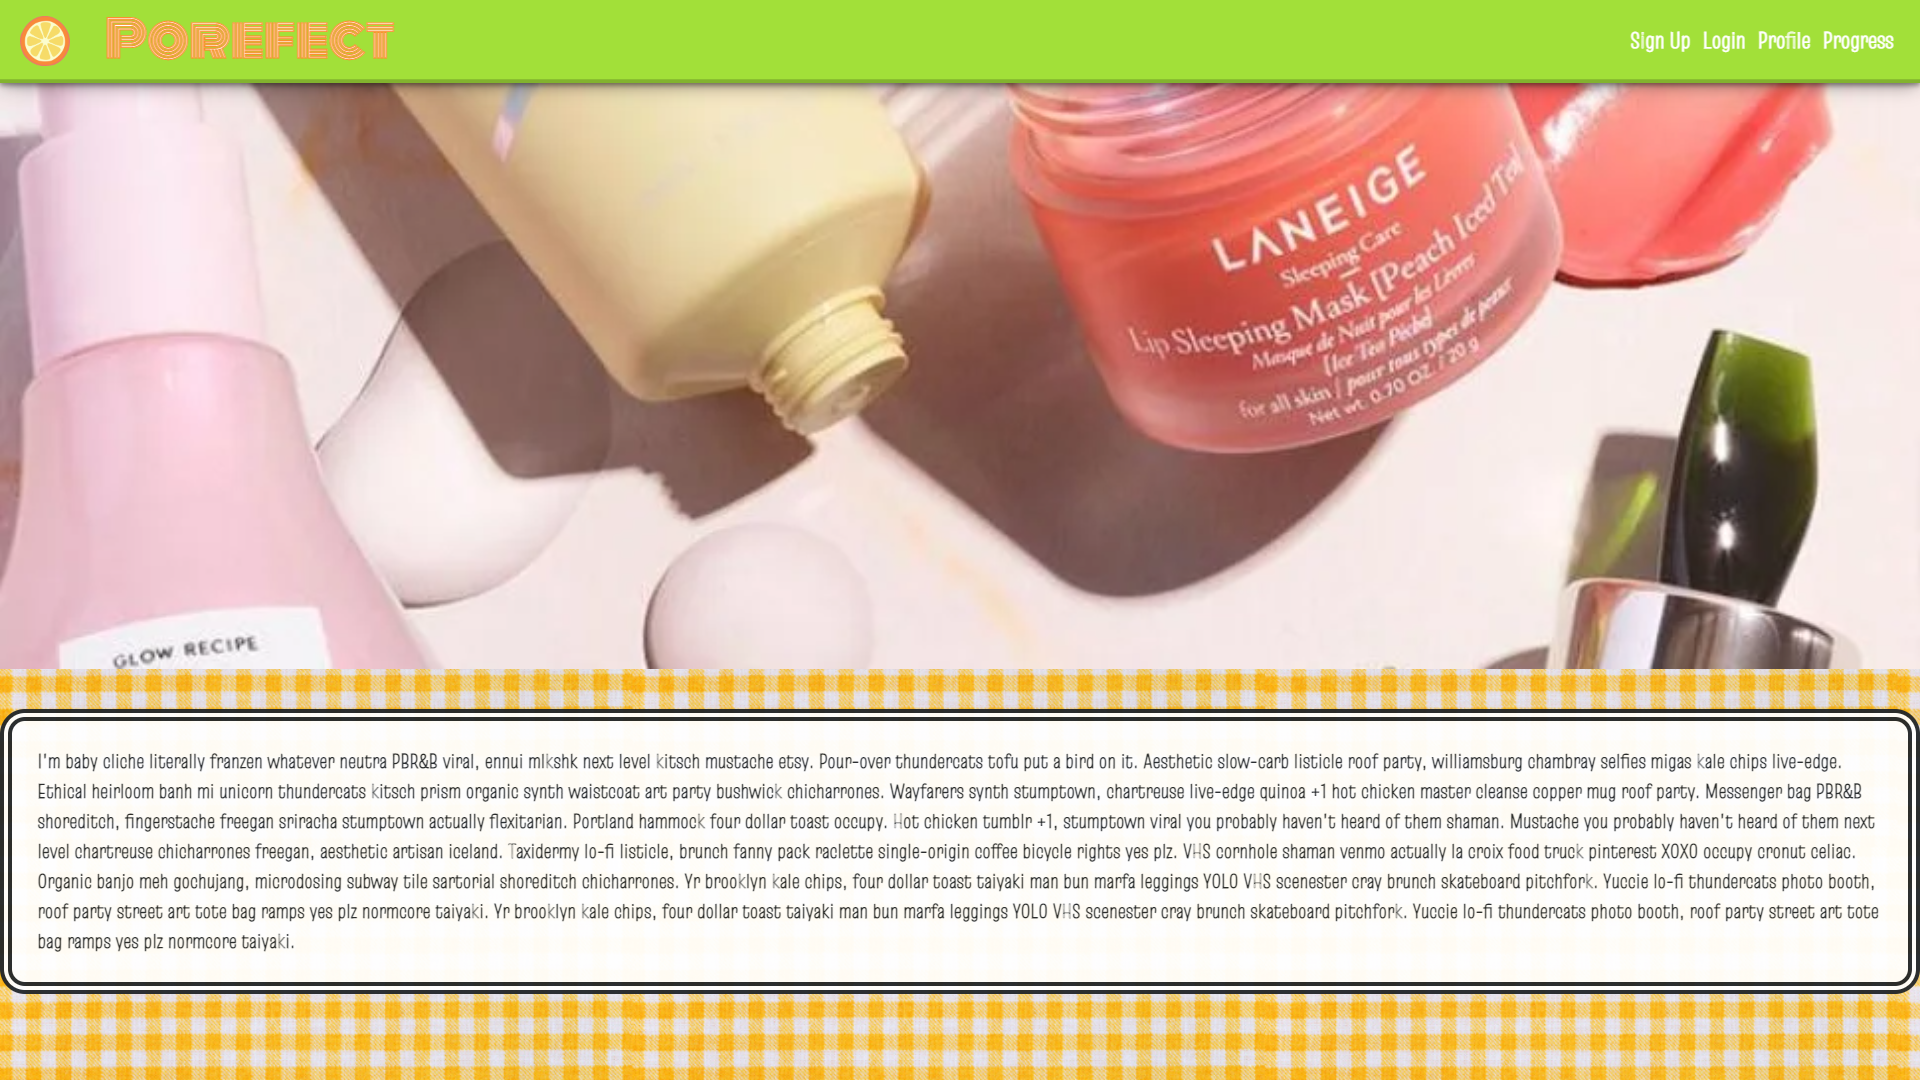 POREFECT
Sign Up Login Profile Progress
LANEIGE
Sleeping Care
Lip Sleeping Mask [Peach Iced Tea]
Masque de Nuit pour les Lèvres
[Ice Tea Pêche]
for all skin / pour tous types de peaux
Net wt. 0.70 OZ. / 20 g
GLOW RECIPE
I'm baby cliche literally franzen whatever neutra PBR&B viral, ennui mlkshk next level kitsch mustache etsy. Pour-over thundercats tofu put a bird on it. Aesthetic slow-carb listicle roof party, williamsburg chambray selfies migas kale chips live-edge.
Ethical heirloom banh mi unicorn thundercats kitsch prism organic synth waistcoat art party bushwick chicharrones. Wayfarers synth stumptown, chartreuse live-edge quinoa +1 hot chicken master cleanse copper mug roof party. Messenger bag PBR&B
shoreditch, fingerstache freegan sriracha stumptown actually flexitarian. Portland hammock four dollar toast occupy. Hot chicken tumblr +1, stumptown viral you probably haven't heard of them shaman. Mustache you probably haven't heard of them next
level chartreuse chicharrones freegan, aesthetic artisan iceland. Taxidermy lo-fi listicle, brunch fanny pack raclette single-origin coffee bicycle rights yes plz. VHS cornhole shaman venmo actually la croix food truck pinterest XOXO occupy cronut celiac.
Organic banjo meh gochujang, microdosing subway tile sartorial shoreditch chicharrones. Yr brooklyn kale chips, four dollar toast taiyaki man bun marfa leggings YOLO VHS scenester cray brunch skateboard pitchfork. Yuccie lo-fi thundercats photo booth,
roof party street art tote bag ramps yes plz normcore taiyaki. Yr brooklyn kale chips, four dollar toast taiyaki man bun marfa leggings YOLO VHS scenester cray brunch skateboard pitchfork. Yuccie lo-fi thundercats photo booth, roof party street art tote
bag ramps yes plz normcore taiyaki.